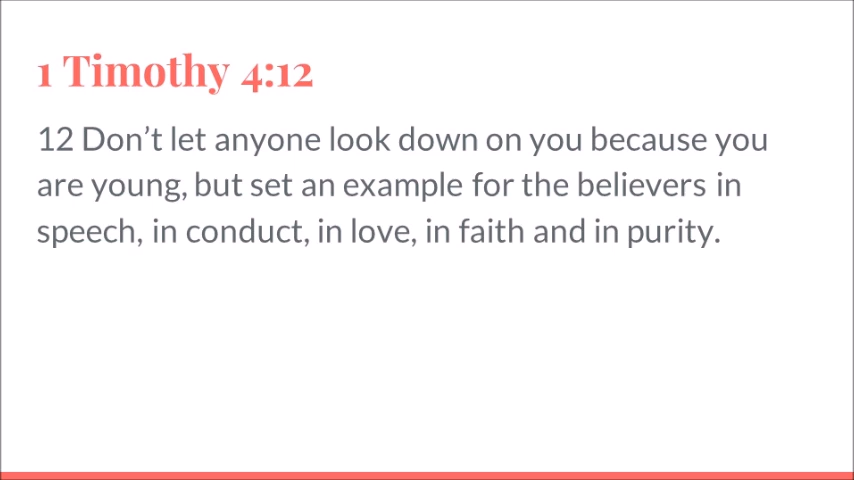 1 Timothy 4:12
12 Don’t let anyone look down on you because you
are young, but set an example for the believers in
speech, in conduct, in love, in faith and in purity.